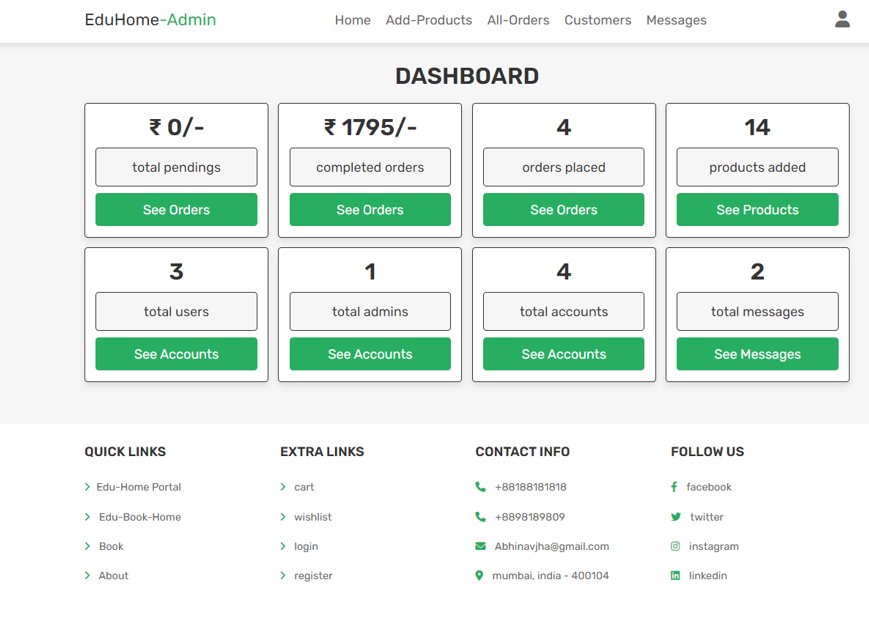 EduHome-Admin Home Add-Products All-Orders Customers Messages
DASHBOARD
₹ 0/- ₹ 1795/- 4 14
total pendings completed orders orders placed products added
See Orders See Orders See Orders See Products
3 1 4 2
total users total admins total accounts total messages
See Accounts See Accounts See Accounts See Messages
QUICK LINKS EXTRA LINKS CONTACT INFO FOLLOW US
Edu-Home Portal cart +88188181818 facebook
Edu-Book-Home wishlist +8898189809 twitter
Book login Abhinavjha@gmail.com instagram
About register mumbai, india - 400104 linkedin